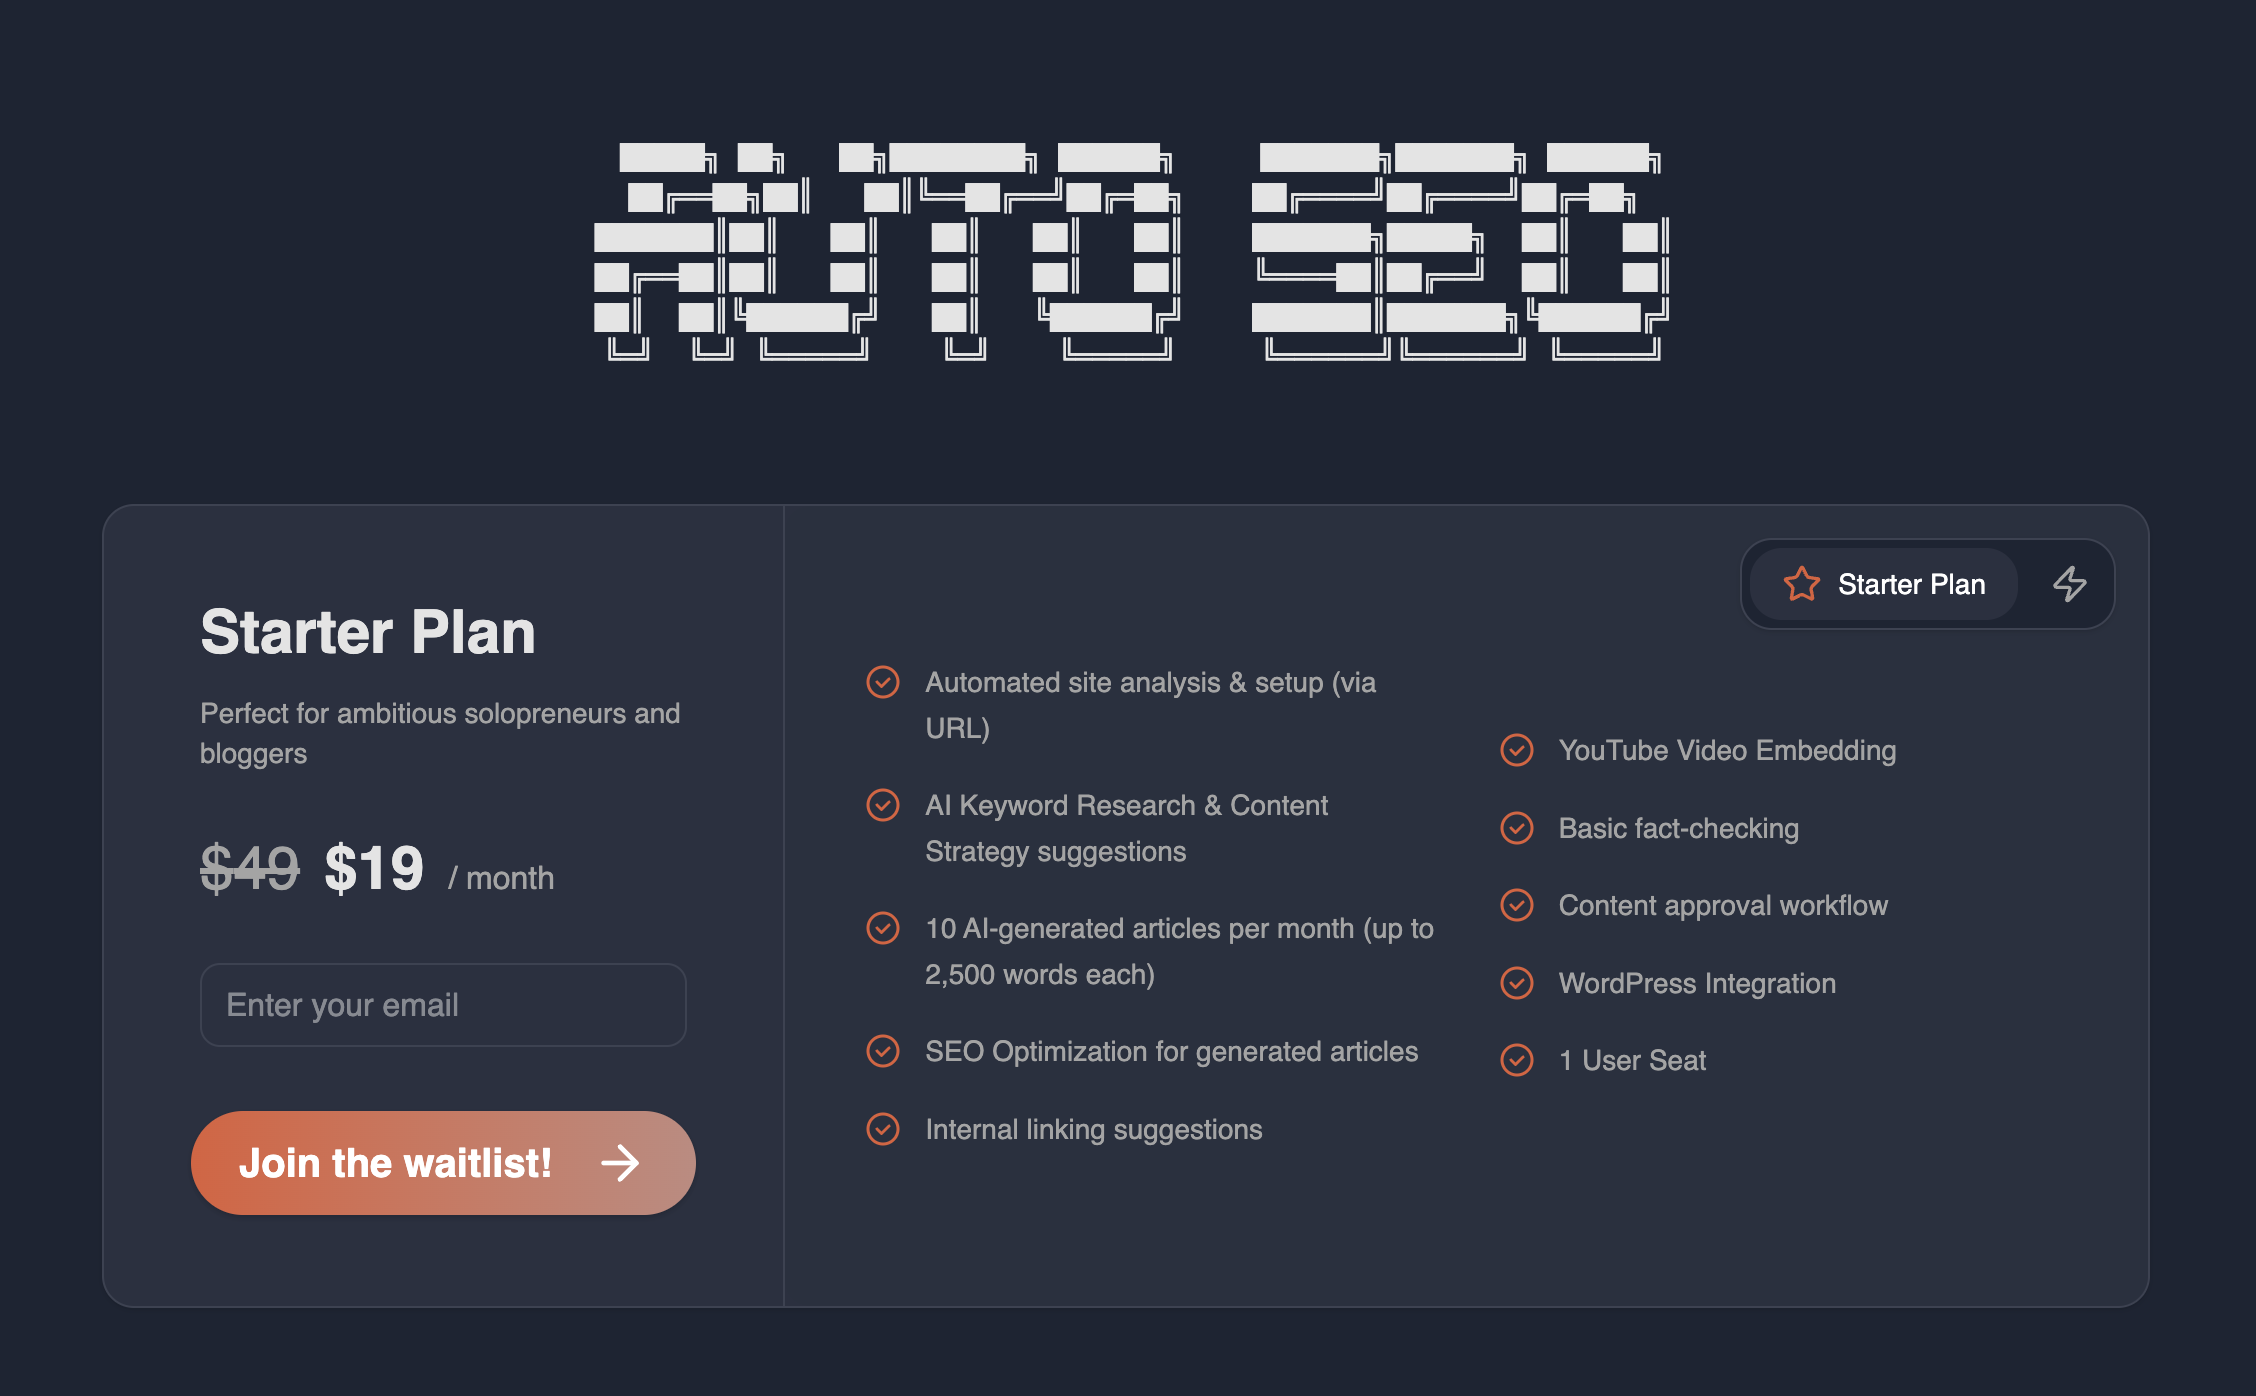 AUTO SEO
Starter Plan
Perfect for ambitious solopreneurs and
bloggers
$49 $19 / month
Enter your email
Join the waitlist!
Starter Plan
Automated site analysis & setup (via
URL)
AI Keyword Research & Content
Strategy suggestions
10 AI-generated articles per month (up to
2,500 words each)
SEO Optimization for generated articles
Internal linking suggestions
YouTube Video Embedding
Basic fact-checking
Content approval workflow
WordPress Integration
1 User Seat